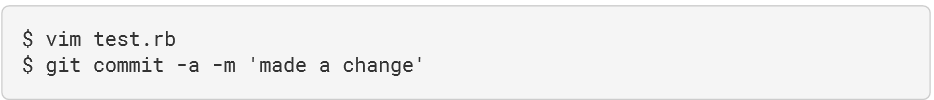 $ vim test.rb
$ git commit -a -m 'made a change'